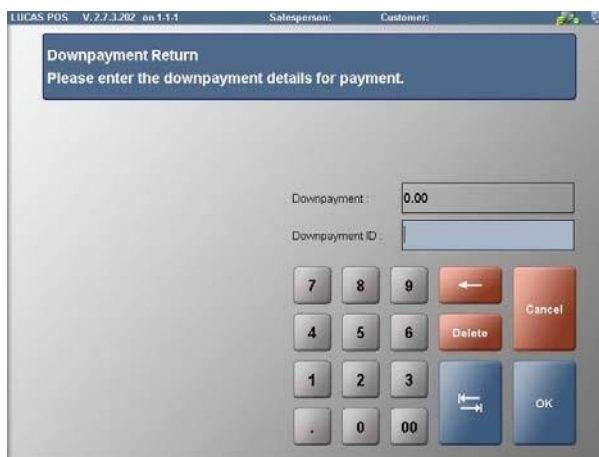 LUCAS POS V. 2.7.3.202 on 1-1-1 Salesperson: Customer:
Downpayment Return
Please enter the downpayment details for payment.
Downpayment : 0.00
Downpayment ID :
7 8 9
Cancel
4 5 6 Delete
1 2 3
OK
. 0 00